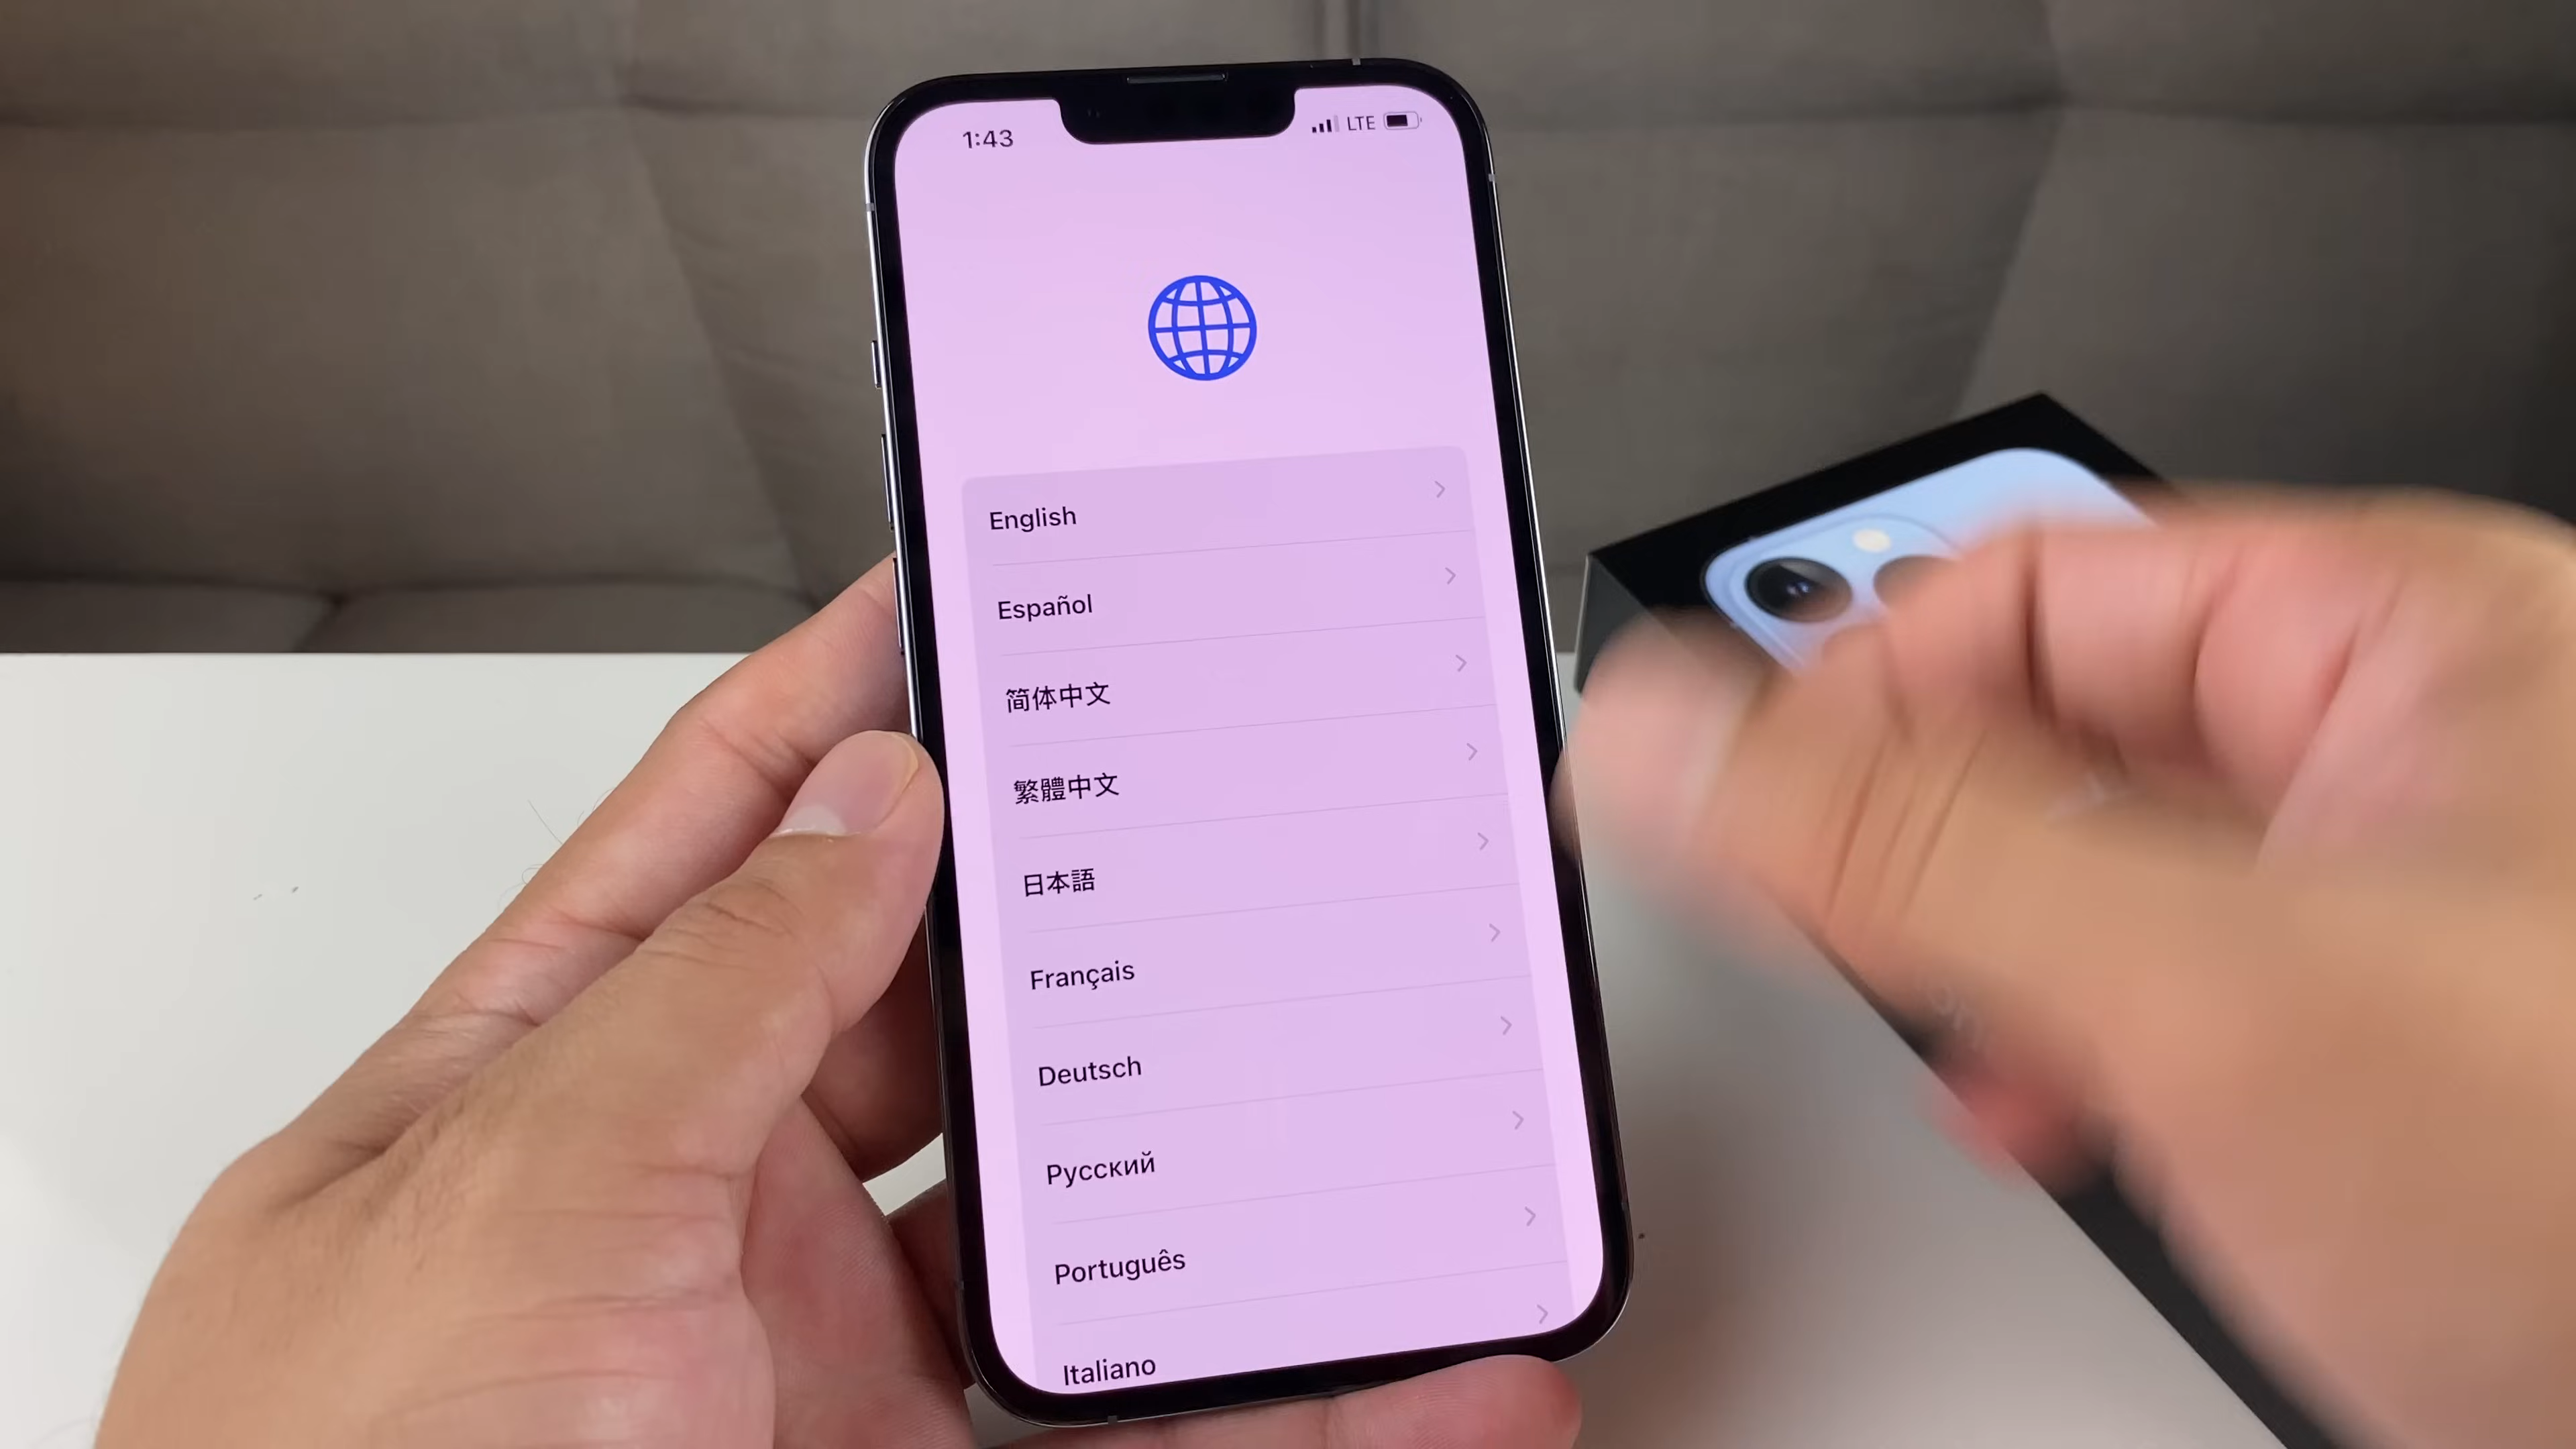 1:43
LTE
English
Español
简体中文
繁體中文
日本語
Français
Deutsch
Русский
Português
Italiano